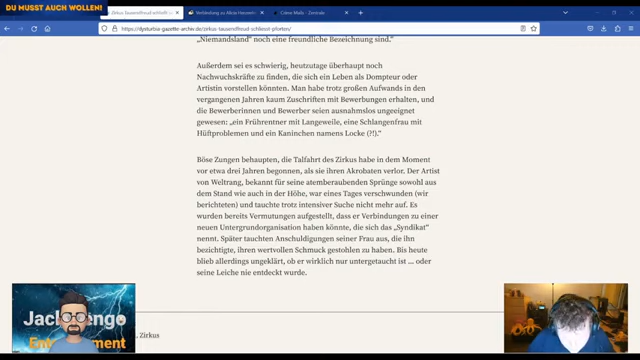 DU MUSST AUCH WOLLEN!
Verbindung zu Alicia
Crime Mails - Zentrale
https://dysturbia-gazette-archiv.de/zirkus-tausendfreud-schliesst-pforten/
„Niemandsland“ noch eine freundliche Bezeichnung sind.“
Außerdem sei es schwierig, heutzutage überhaupt noch
Nachwuchskräfte zu finden, die sich ein Leben als Dompteur oder
Artistin vorstellen könnten. Man habe trotz großen Aufwands in den
vergangenen Jahren kaum Zuschriften mit Bewerbungen erhalten, und
die Bewerberinnen und Bewerber seien ausnahmslos ungeeignet
gewesen: „ein Frührentner mit Langeweile, eine Schlangenfrau mit
Hüftproblemen und ein Kaninchen namens Locke (?!).“
Böse Zungen behaupten, die Talfahrt des Zirkus habe in dem Moment
vor etwa drei Jahren begonnen, als sie ihren Akrobaten verlor. Der Artist
von Weltrang, bekannt für seine atemberaubenden Sprünge sowohl aus
dem Stand wie auch in der Höhe, war eines Tages verschwunden (wir
berichteten) und tauchte trotz intensiver Suche nicht mehr auf. Es
wurden bereits Vermutungen aufgestellt, dass er Verbindungen zu einer
neuen Untergrundorganisation haben könnte, die sich das „Syndikat“
nennt. Später tauchten Anschuldigungen seiner Frau aus, die ihn
bezichtigte, ihren wertvollen Schmuck gestohlen zu haben. Bis heute
blieb allerdings ungeklärt, ob er wirklich nur untergetaucht ist … oder
seine Leiche nie entdeckt wurde.
Zirkus